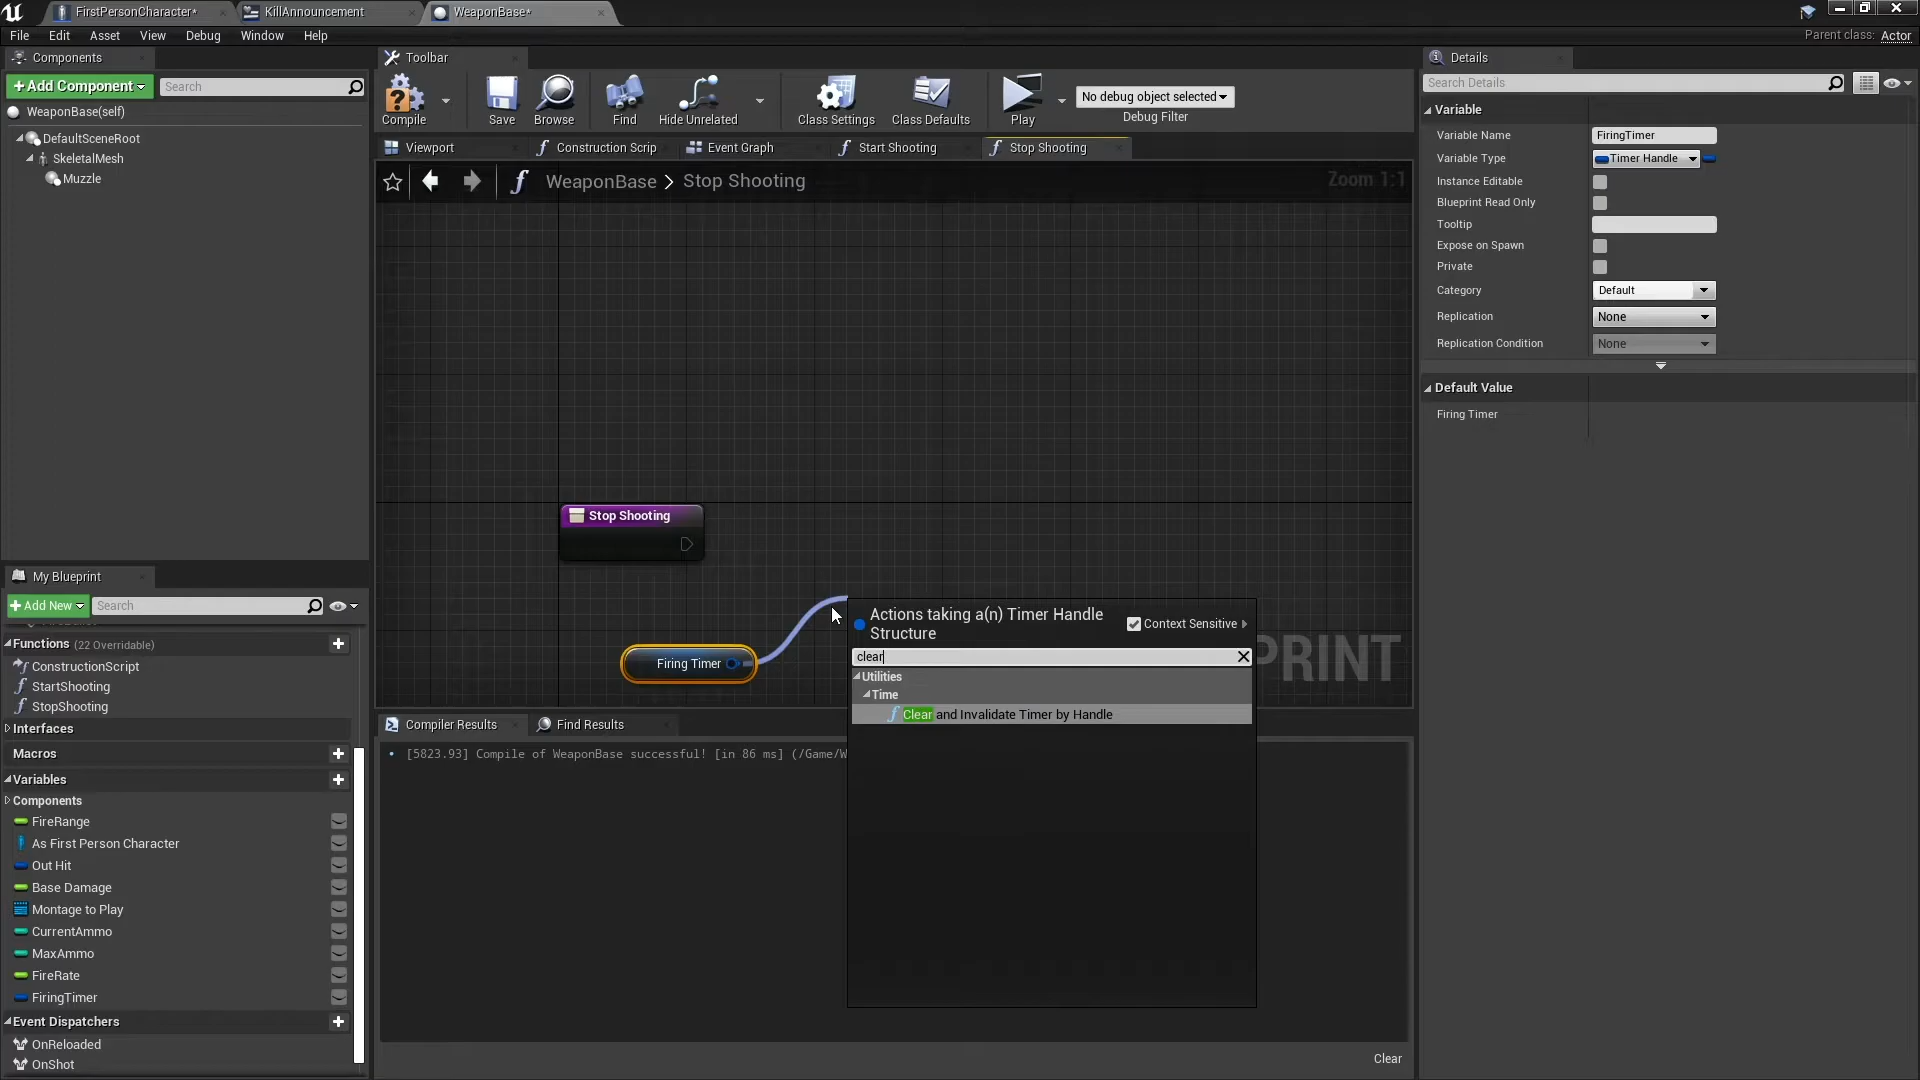 FirstPersonCharacter*
KillAnnouncement
WeaponBase*
File
Edit
Asset
View
Debug
Window
Help
Parent class: Actor
Components
+Add Component
Search
WeaponBase(self)
DefaultSceneRoot
SkeletalMesh
Muzzle
Toolbar
Compile
Save
Browse
Find
Hide Unrelated
Class Settings
Class Defaults
Play
No debug object selected
Debug Filter
Viewport
Construction Scrip
Event Graph
Start Shooting
Stop Shooting
WeaponBase > Stop Shooting
Zoom 1:1
Stop Shooting
Firing Timer
Actions taking a(n) Timer Handle
Structure
Context Sensitive
clear
Utilities
Time
Clear and Invalidate Timer by Handle
PRINT
Compiler Results
Find Results
[5823.93] Compile of WeaponBase successful! [in 86 ms] (/Game/W
Clear
My Blueprint
+Add New
Search
Functions (22 Overridable)
ConstructionScript
StartShooting
StopShooting
Interfaces
Macros
Variables
Components
FireRange
As First Person Character
Out Hit
Base Damage
Montage to Play
CurrentAmmo
MaxAmmo
FireRate
FiringTimer
Event Dispatchers
OnReloaded
OnShot
Details
Search Details
Variable
Variable Name
FiringTimer
Variable Type
Timer Handle
Instance Editable
Blueprint Read Only
Tooltip
Expose on Spawn
Private
Category
Default
Replication
None
Replication Condition
None
Default Value
Firing Timer